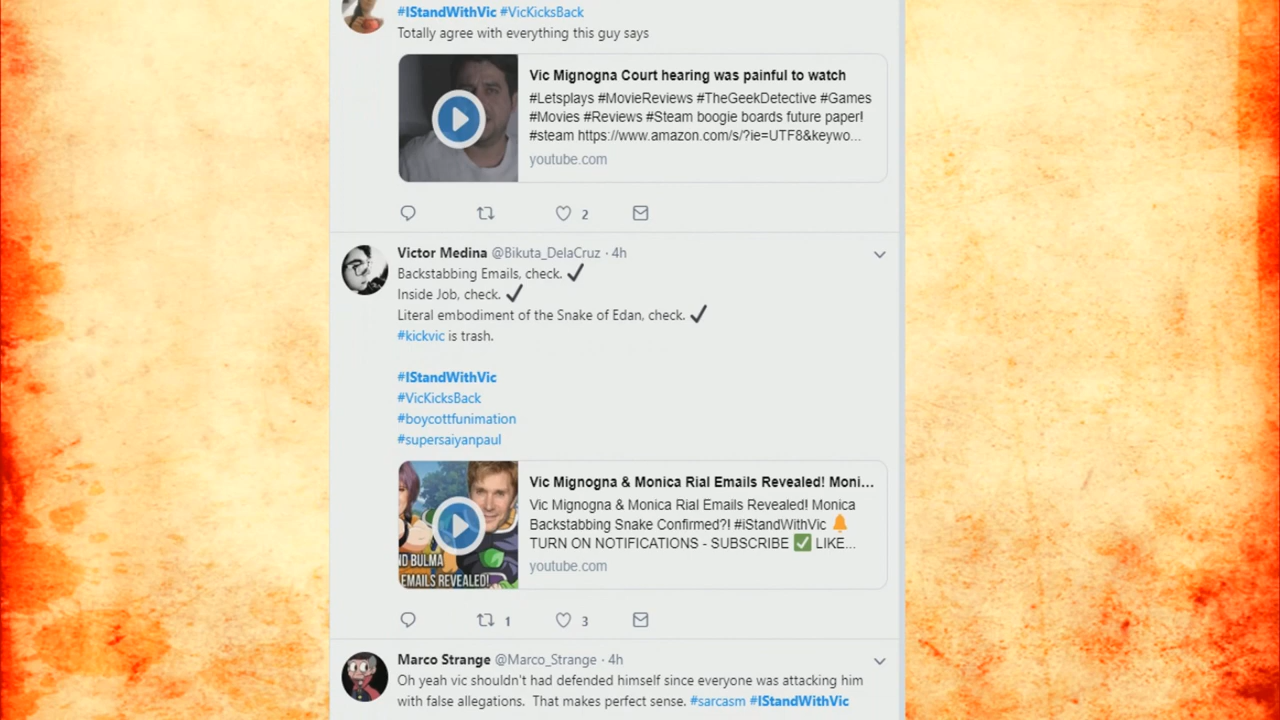 #IStandWithVic #VicKicksBack
Totally agree with everything this guy says
Vic Mignogna Court hearing was painful to watch
#Letsplays #MovieReviews #TheGeekDetective #Games
#Movies #Reviews #Steam boogie boards future paper!
#steam https://www.amazon.com/s/?ie=UTF8&keywo...
youtube.com
2
Victor Medina @Bikuta_DelaCruz · 4h
Backstabbing Emails, check. ✔
Inside Job, check. ✔
Literal embodiment of the Snake of Edan, check. ✔
#kickvic is trash.
#IStandWithVic
#VicKicksBack
#boycottfunimation
#supersaiyanpaul
ND BULMA
EMAILS REVEALED!
Vic Mignogna & Monica Rial Emails Revealed! Moni...
Vic Mignogna & Monica Rial Emails Revealed! Monica
Backstabbing Snake Confirmed?! #iStandWithVic 🔔
TURN ON NOTIFICATIONS - SUBSCRIBE ✅ LIKE...
youtube.com
1 3
Marco Strange @Marco_Strange · 4h
Oh yeah vic shouldn't had defended himself since everyone was attacking him
with false allegations. That makes perfect sense. #sarcasm #IStandWithVic